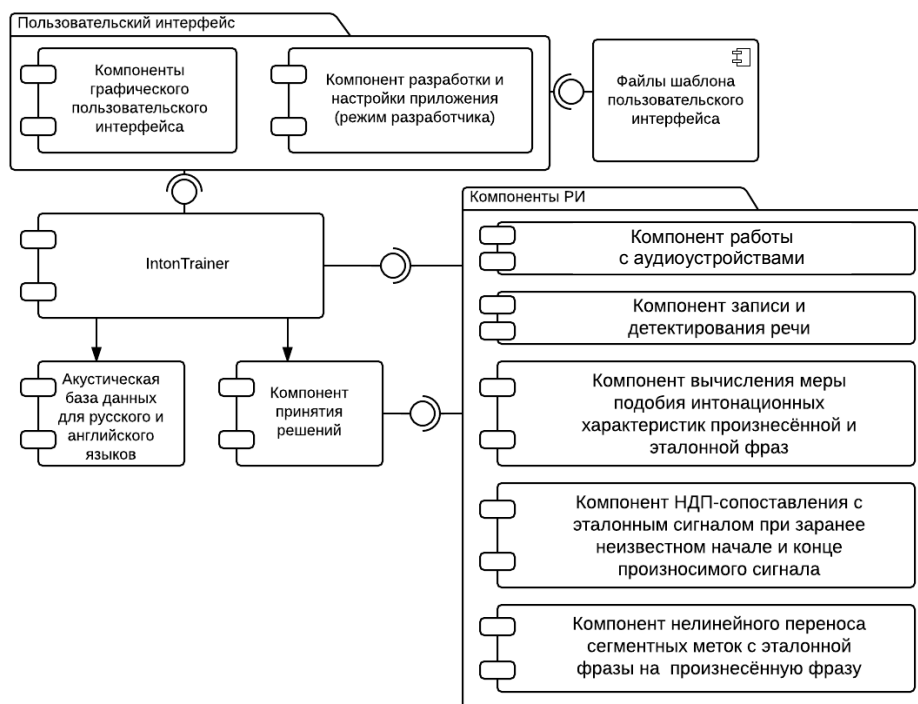 Пользовательский интерфейс
Компоненты
графического
пользовательского
интерфейса
Компонент разработки и
настройки приложения
(режим разработчика)
Файлы шаблона
пользовательского
интерфейса
IntonTrainer
Акустическая
база данных
для русского и
английского
языков
Компонент
принятия
решений
Компоненты РИ
Компонент работы
с аудиоустройствами
Компонент записи и
детектирования речи
Компонент вычисления меры
подобия интонационных
характеристик произнесённой и
эталонной фраз
Компонент НДП-сопоставления с
эталонным сигналом при заранее
неизвестном начале и конце
произносимого сигнала
Компонент нелинейного переноса
сегментных меток с эталонной
фразы на произнесённую фразу